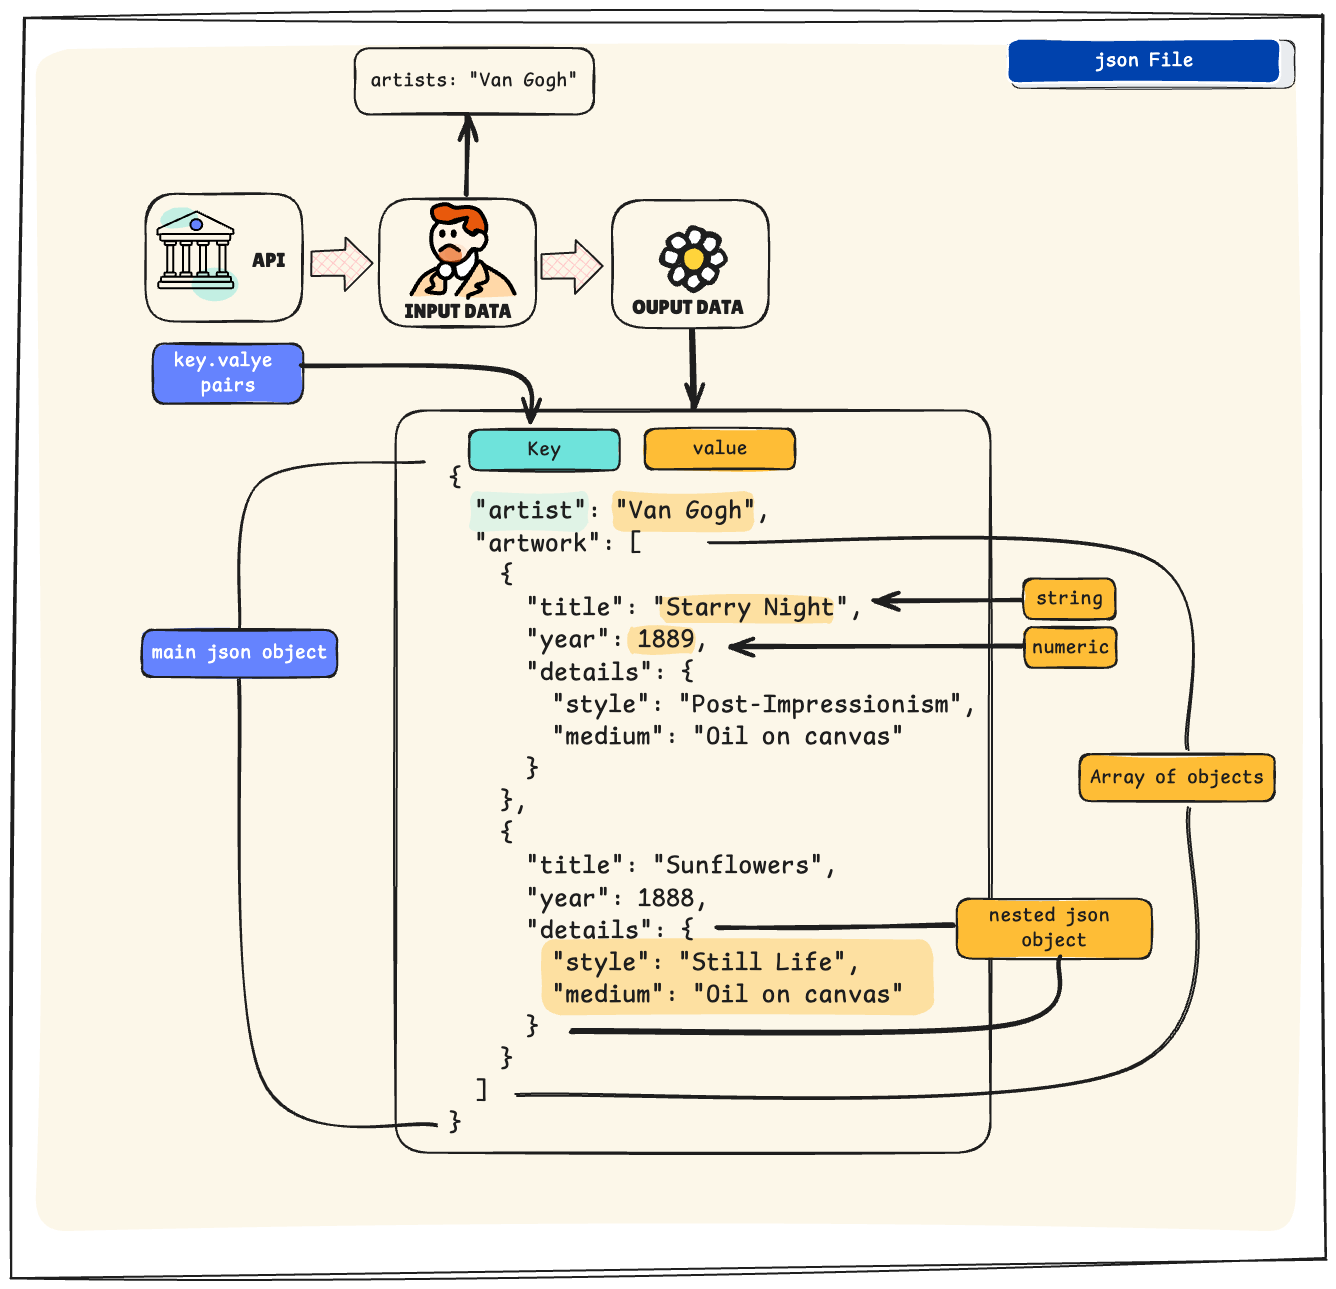 json File
artists: "Van Gogh"
API
INPUT DATA
OUPUT DATA
key.valye
pairs
Key
value
{
"artist": "Van Gogh",
"artwork": [
{
"title": "Starry Night",
string
"year": 1889,
numeric
main json object
"details": {
"style": "Post-Impressionism",
"medium": "Oil on canvas"
}
Array of objects
},
{
"title": "Sunflowers",
"year": 1888,
"details": {
nested json
object
"style": "Still Life",
"medium": "Oil on canvas"
}
}
]
}